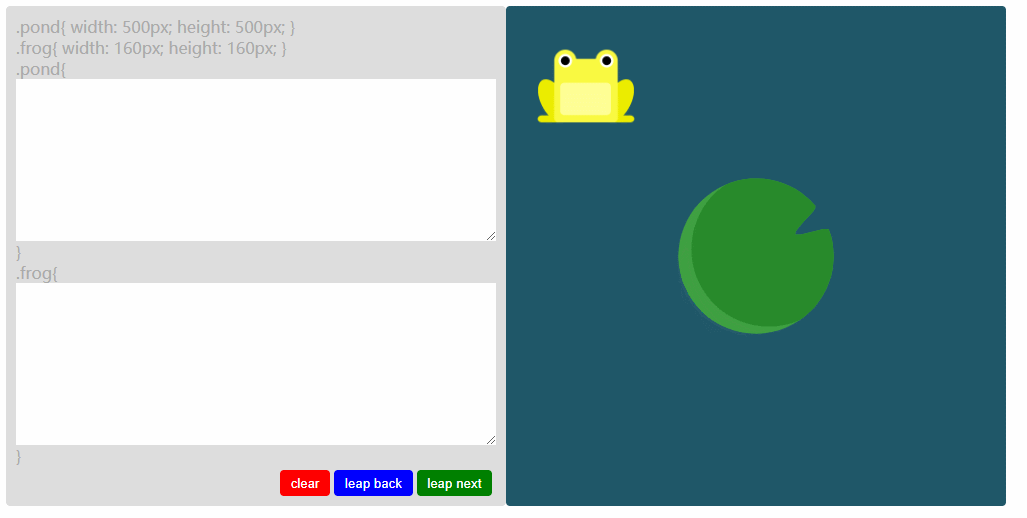 .pond{ width: 500px; height: 500px; }
.frog{ width: 160px; height: 160px; }
.pond{
}
.frog{
}
clear leap back leap next